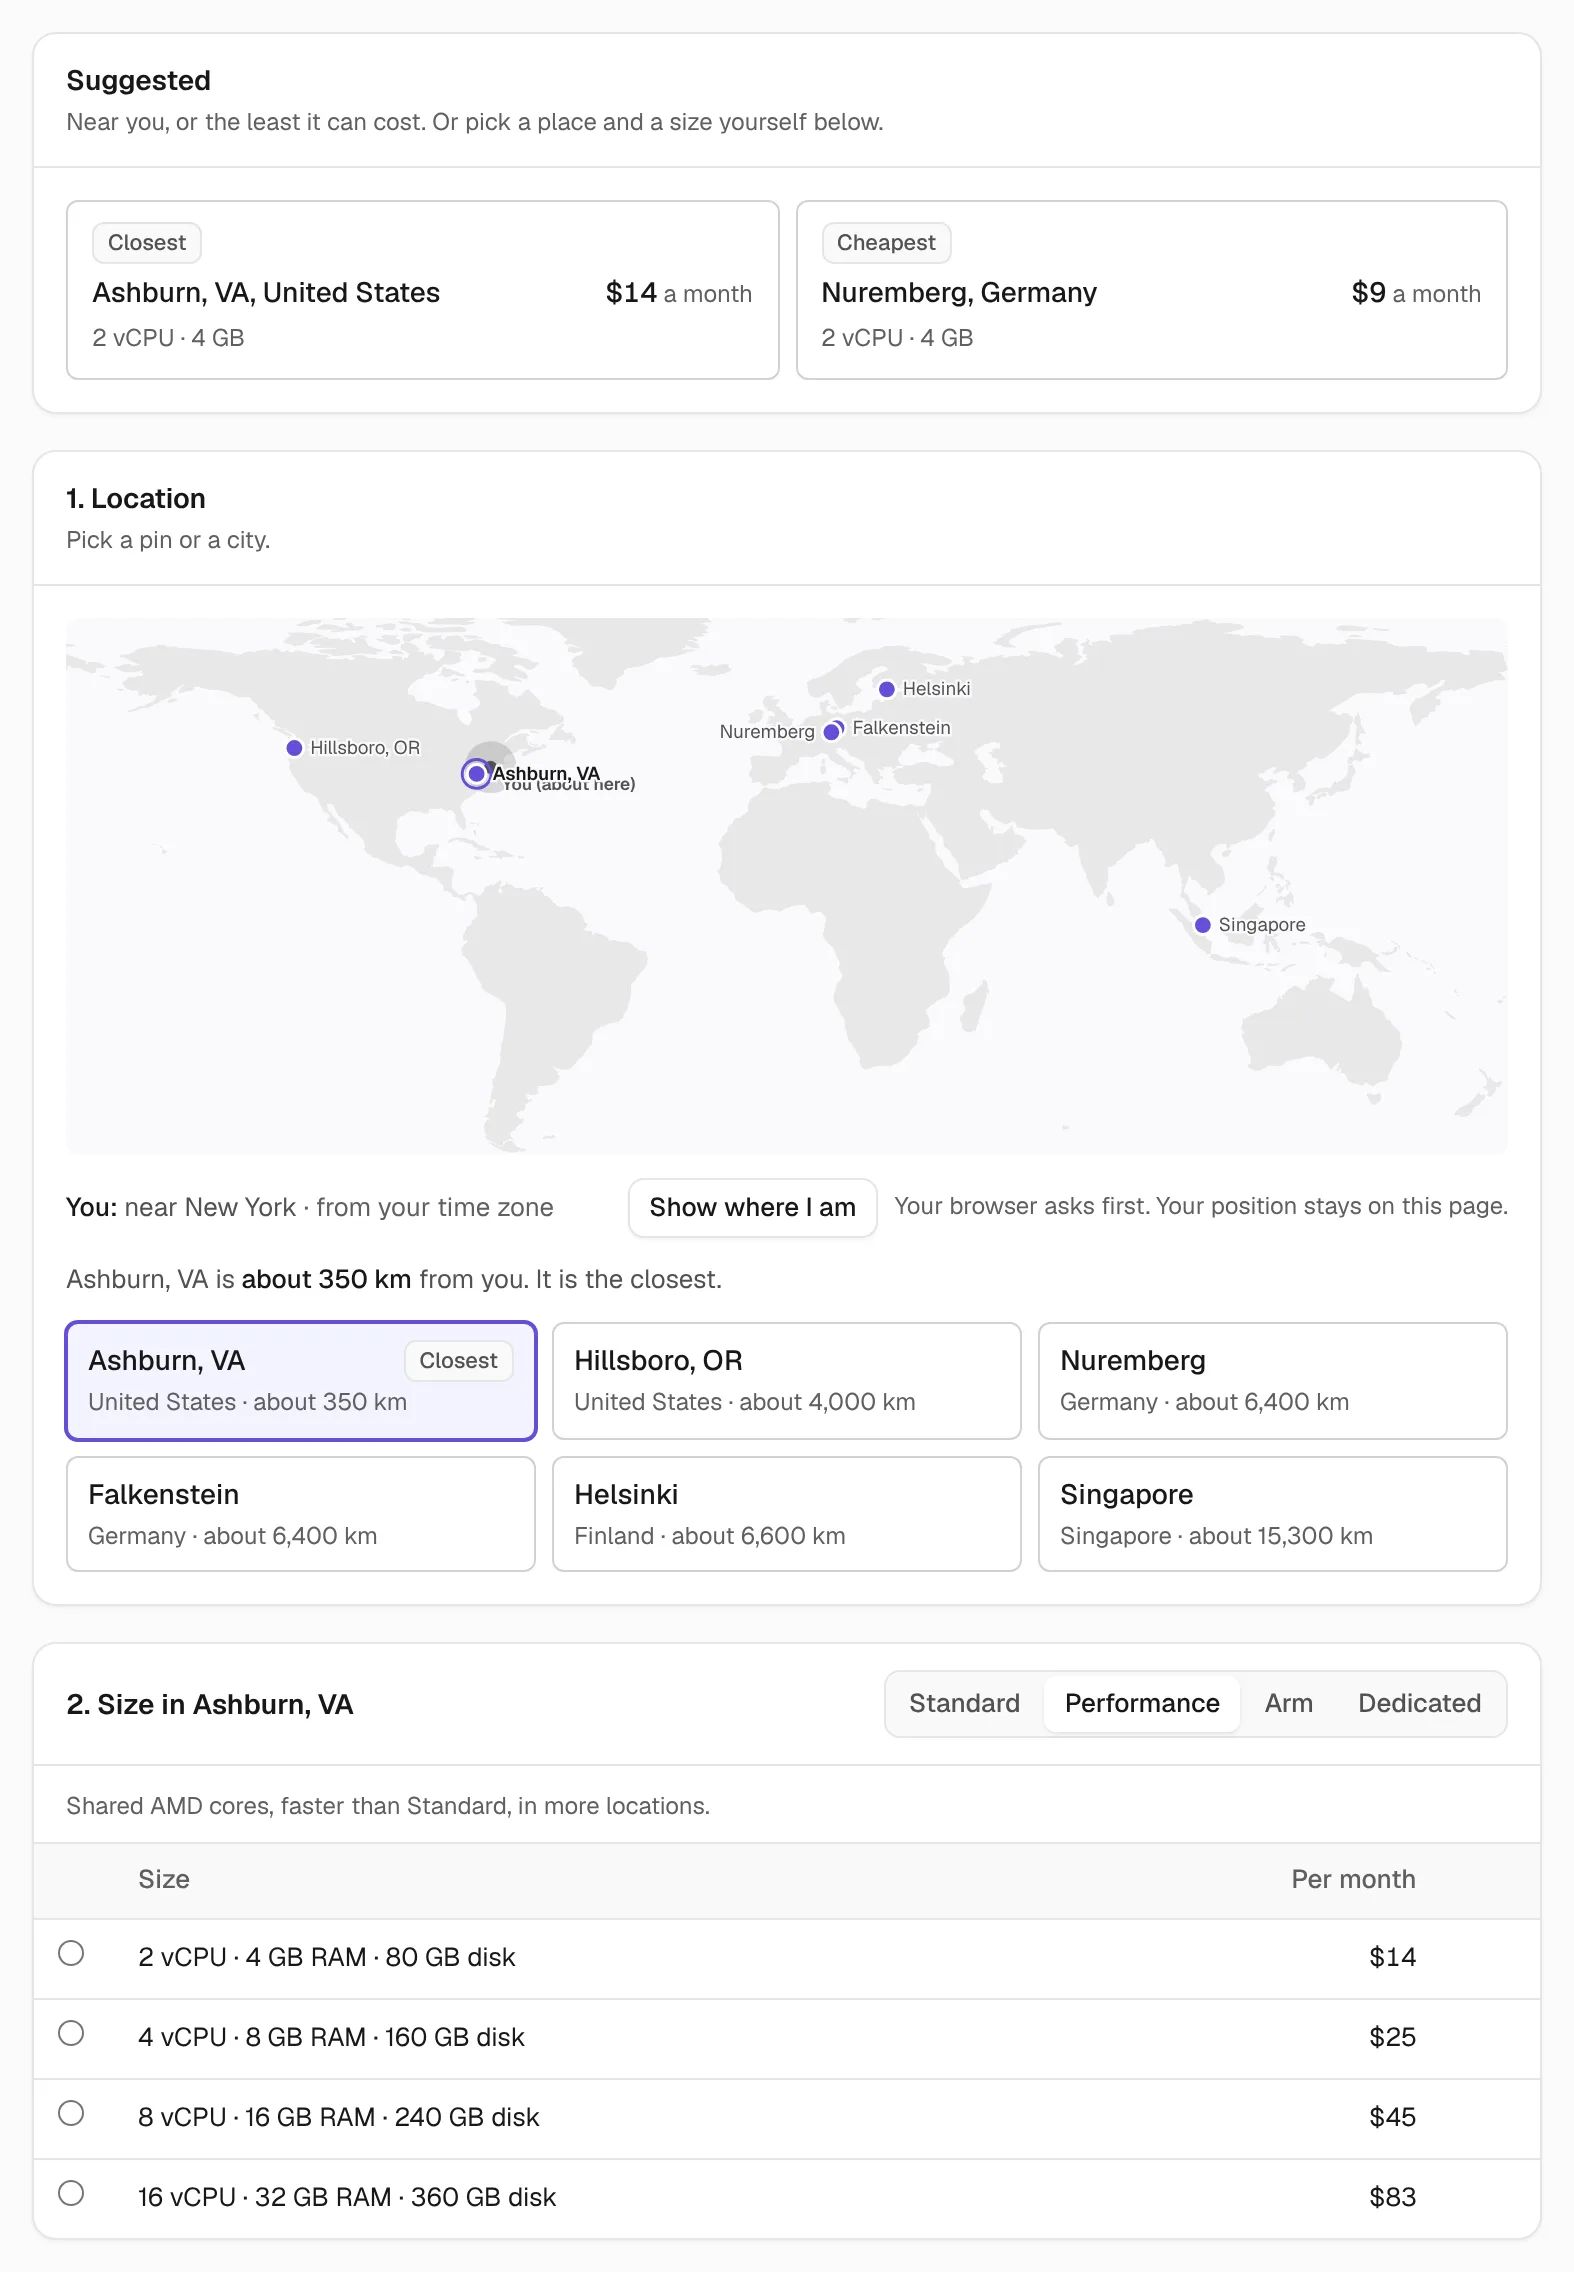 Suggested
Near you, or the least it can cost. Or pick a place and a size yourself below.
Closest
Ashburn, VA, United States
$14 a month
2 vCPU · 4 GB
Cheapest
Nuremberg, Germany
$9 a month
2 vCPU · 4 GB
1. Location
Pick a pin or a city.
Helsinki
Nuremberg
Falkenstein
Hillsboro, OR
Ashburn, VA
You (about here)
Singapore
You: near New York · from your time zone
Show where I am
Your browser asks first. Your position stays on this page.
Ashburn, VA is about 350 km from you. It is the closest.
Ashburn, VA
Closest
United States · about 350 km
Hillsboro, OR
United States · about 4,000 km
Nuremberg
Germany · about 6,400 km
Falkenstein
Germany · about 6,400 km
Helsinki
Finland · about 6,600 km
Singapore
Singapore · about 15,300 km
2. Size in Ashburn, VA
Standard
Performance
Arm
Dedicated
Shared AMD cores, faster than Standard, in more locations.
Size
Per month
2 vCPU · 4 GB RAM · 80 GB disk
$14
4 vCPU · 8 GB RAM · 160 GB disk
$25
8 vCPU · 16 GB RAM · 240 GB disk
$45
16 vCPU · 32 GB RAM · 360 GB disk
$83